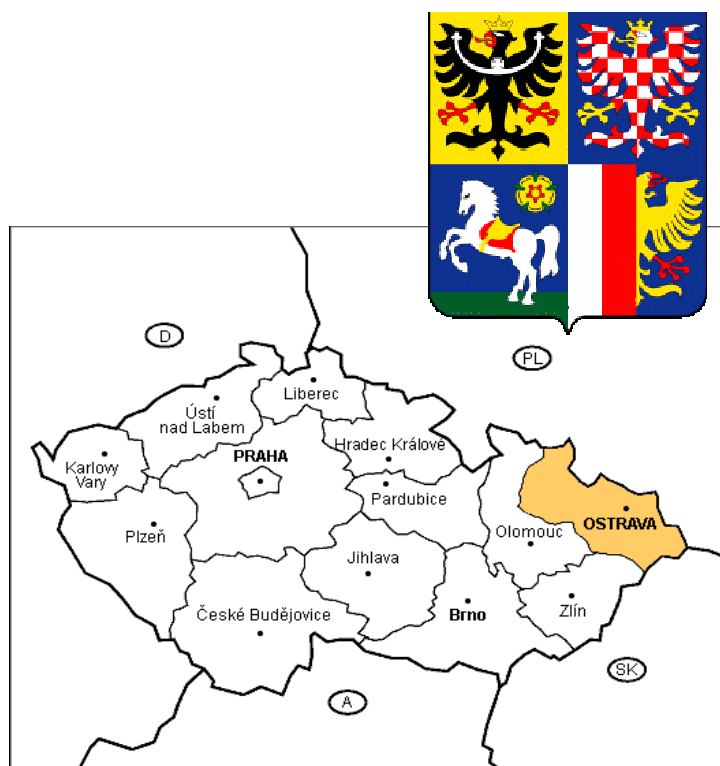 D
PL
Liberec
Ústí
nad Labem
Hradec Králové
PRAHA
Karlovy
Vary
Pardubice
OSTRAVA
Olomouc
Plzeň
Jihlava
České Budějovice
Brno
Zlín
SK
A